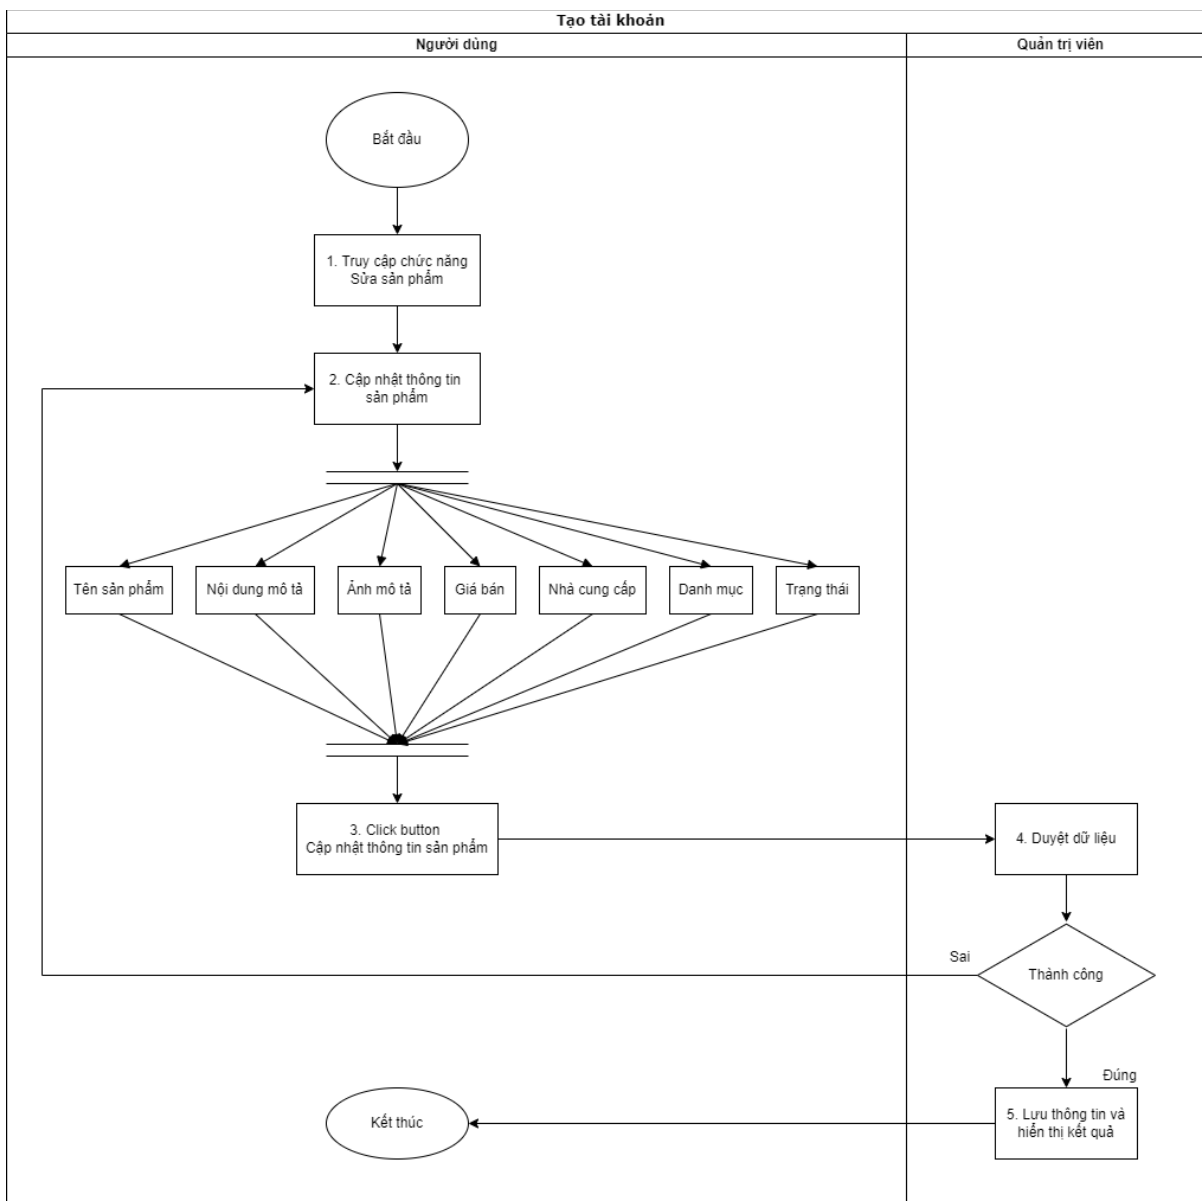 Tạo tài khoản
Người dùng
Quản trị viên
Bắt đầu
1. Truy cập chức năng
Sửa sản phẩm
2. Cập nhật thông tin
sản phẩm
Tên sản phẩm
Nội dung mô tả
Ảnh mô tả
Giá bán
Nhà cung cấp
Danh mục
Trạng thái
3. Click button
Cập nhật thông tin sản phẩm
4. Duyệt dữ liệu
Sai
Thành công
Đúng
5. Lưu thông tin và
hiển thị kết quả
Kết thúc